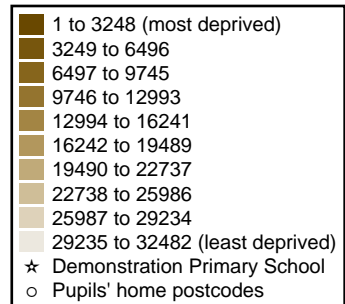 1 to 3248 (most deprived)
3249 to 6496
6497 to 9745
9746 to 12993
12994 to 16241
16242 to 19489
19490 to 22737
22738 to 25986
25987 to 29234
29235 to 32482 (least deprived)
Demonstration Primary School
Pupils' home postcodes